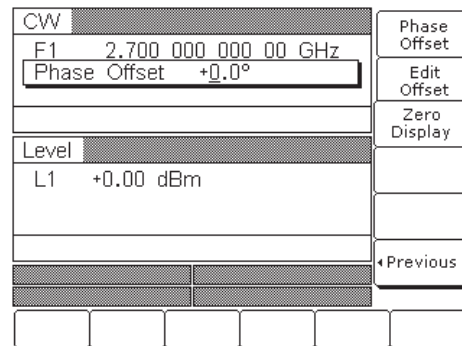 CW
F1 2.700 000 000 00 GHz
Phase Offset +0.0°
Level
L1 +0.00 dBm
Phase
Offset
Edit
Offset
Zero
Display
◂Previous